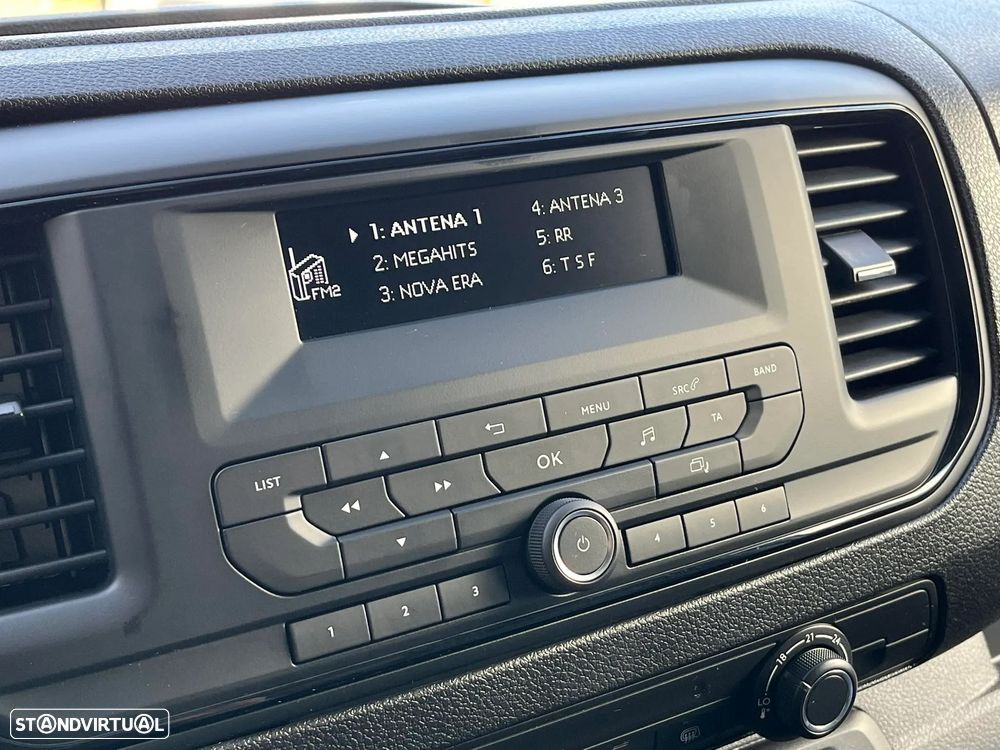 1: ANTENA 1
2: MEGAHITS
3: NOVA ERA
4: ANTENA 3
5: RR
6: T S F
FM2
BAND
SRC
MENU
TA
OK
LIST
1
2
3
4
5
6
LO 18 21 24
STANDVIRTUAL